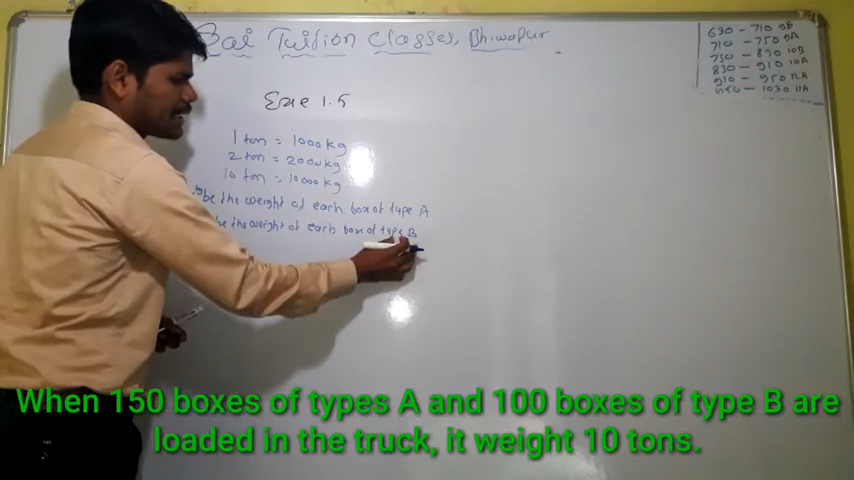 Sai Tuition Classes, Bhiwapur
630 - 710 9B
710 - 750 9A
750 - 830 10B
830 - 910 10A
910 - 950 12A
950 - 1030 11A
Exe 1.5
1 ton = 1000 kg
2 ton = 2000 kg
10 ton = 10000 kg
be the weight of each box of type A
be the weight of each box of type B
When 150 boxes of types A and 100 boxes of type B are
loaded in the truck, it weight 10 tons.